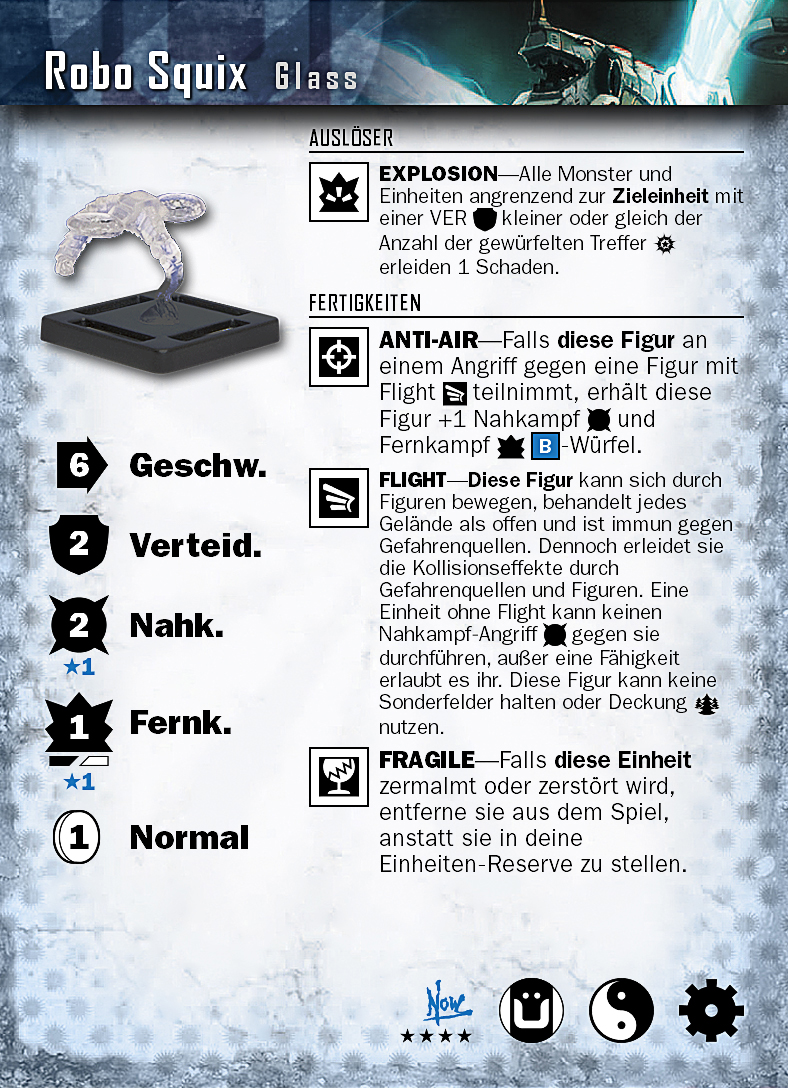 Robo Squix Glass
AUSLÖSER
EXPLOSION—Alle Monster und
Einheiten angrenzend zur Zieleinheit mit
einer VER kleiner oder gleich der
Anzahl der gewürfelten Treffer
erleiden 1 Schaden.
FERTIGKEITEN
ANTI-AIR—Falls diese Figur an
einem Angriff gegen eine Figur mit
Flight teilnimmt, erhält diese
Figur +1 Nahkampf und
Fernkampf B-Würfel.
FLIGHT—Diese Figur kann sich durch
Figuren bewegen, behandelt jedes
Gelände als offen und ist immun gegen
Gefahrenquellen. Dennoch erleidet sie
die Kollisionseffekte durch
Gefahrenquellen und Figuren. Eine
Einheit ohne Flight kann keinen
Nahkampf-Angriff gegen sie
durchführen, außer eine Fähigkeit
erlaubt es ihr. Diese Figur kann keine
Sonderfelder halten oder Deckung
nutzen.
FRAGILE—Falls diese Einheit
zermalmt oder zerstört wird,
entferne sie aus dem Spiel,
anstatt sie in deine
Einheiten-Reserve zu stellen.
6 Geschw.
2 Verteid.
2 Nahk.
★1
1 Fernk.
★1
1 Normal
Now
★★★★